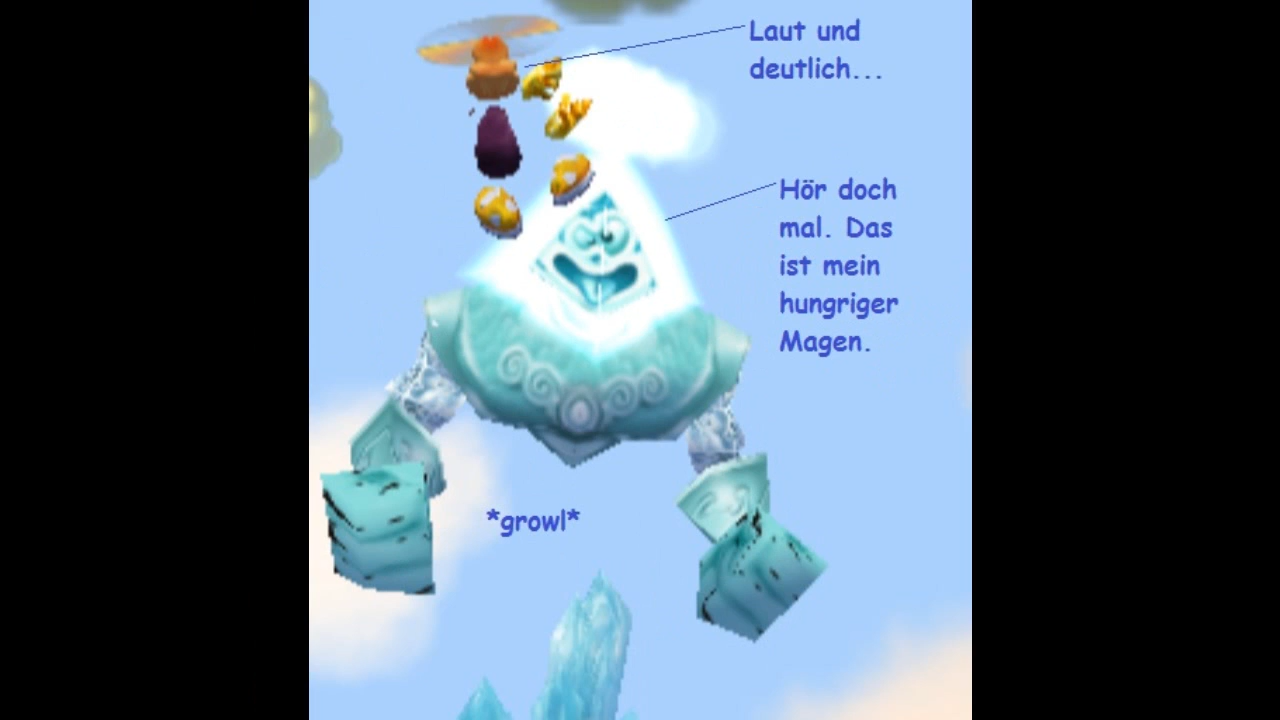 Laut und
deutlich...
Hör doch
mal. Das
ist mein
hungriger
Magen.
*growl*